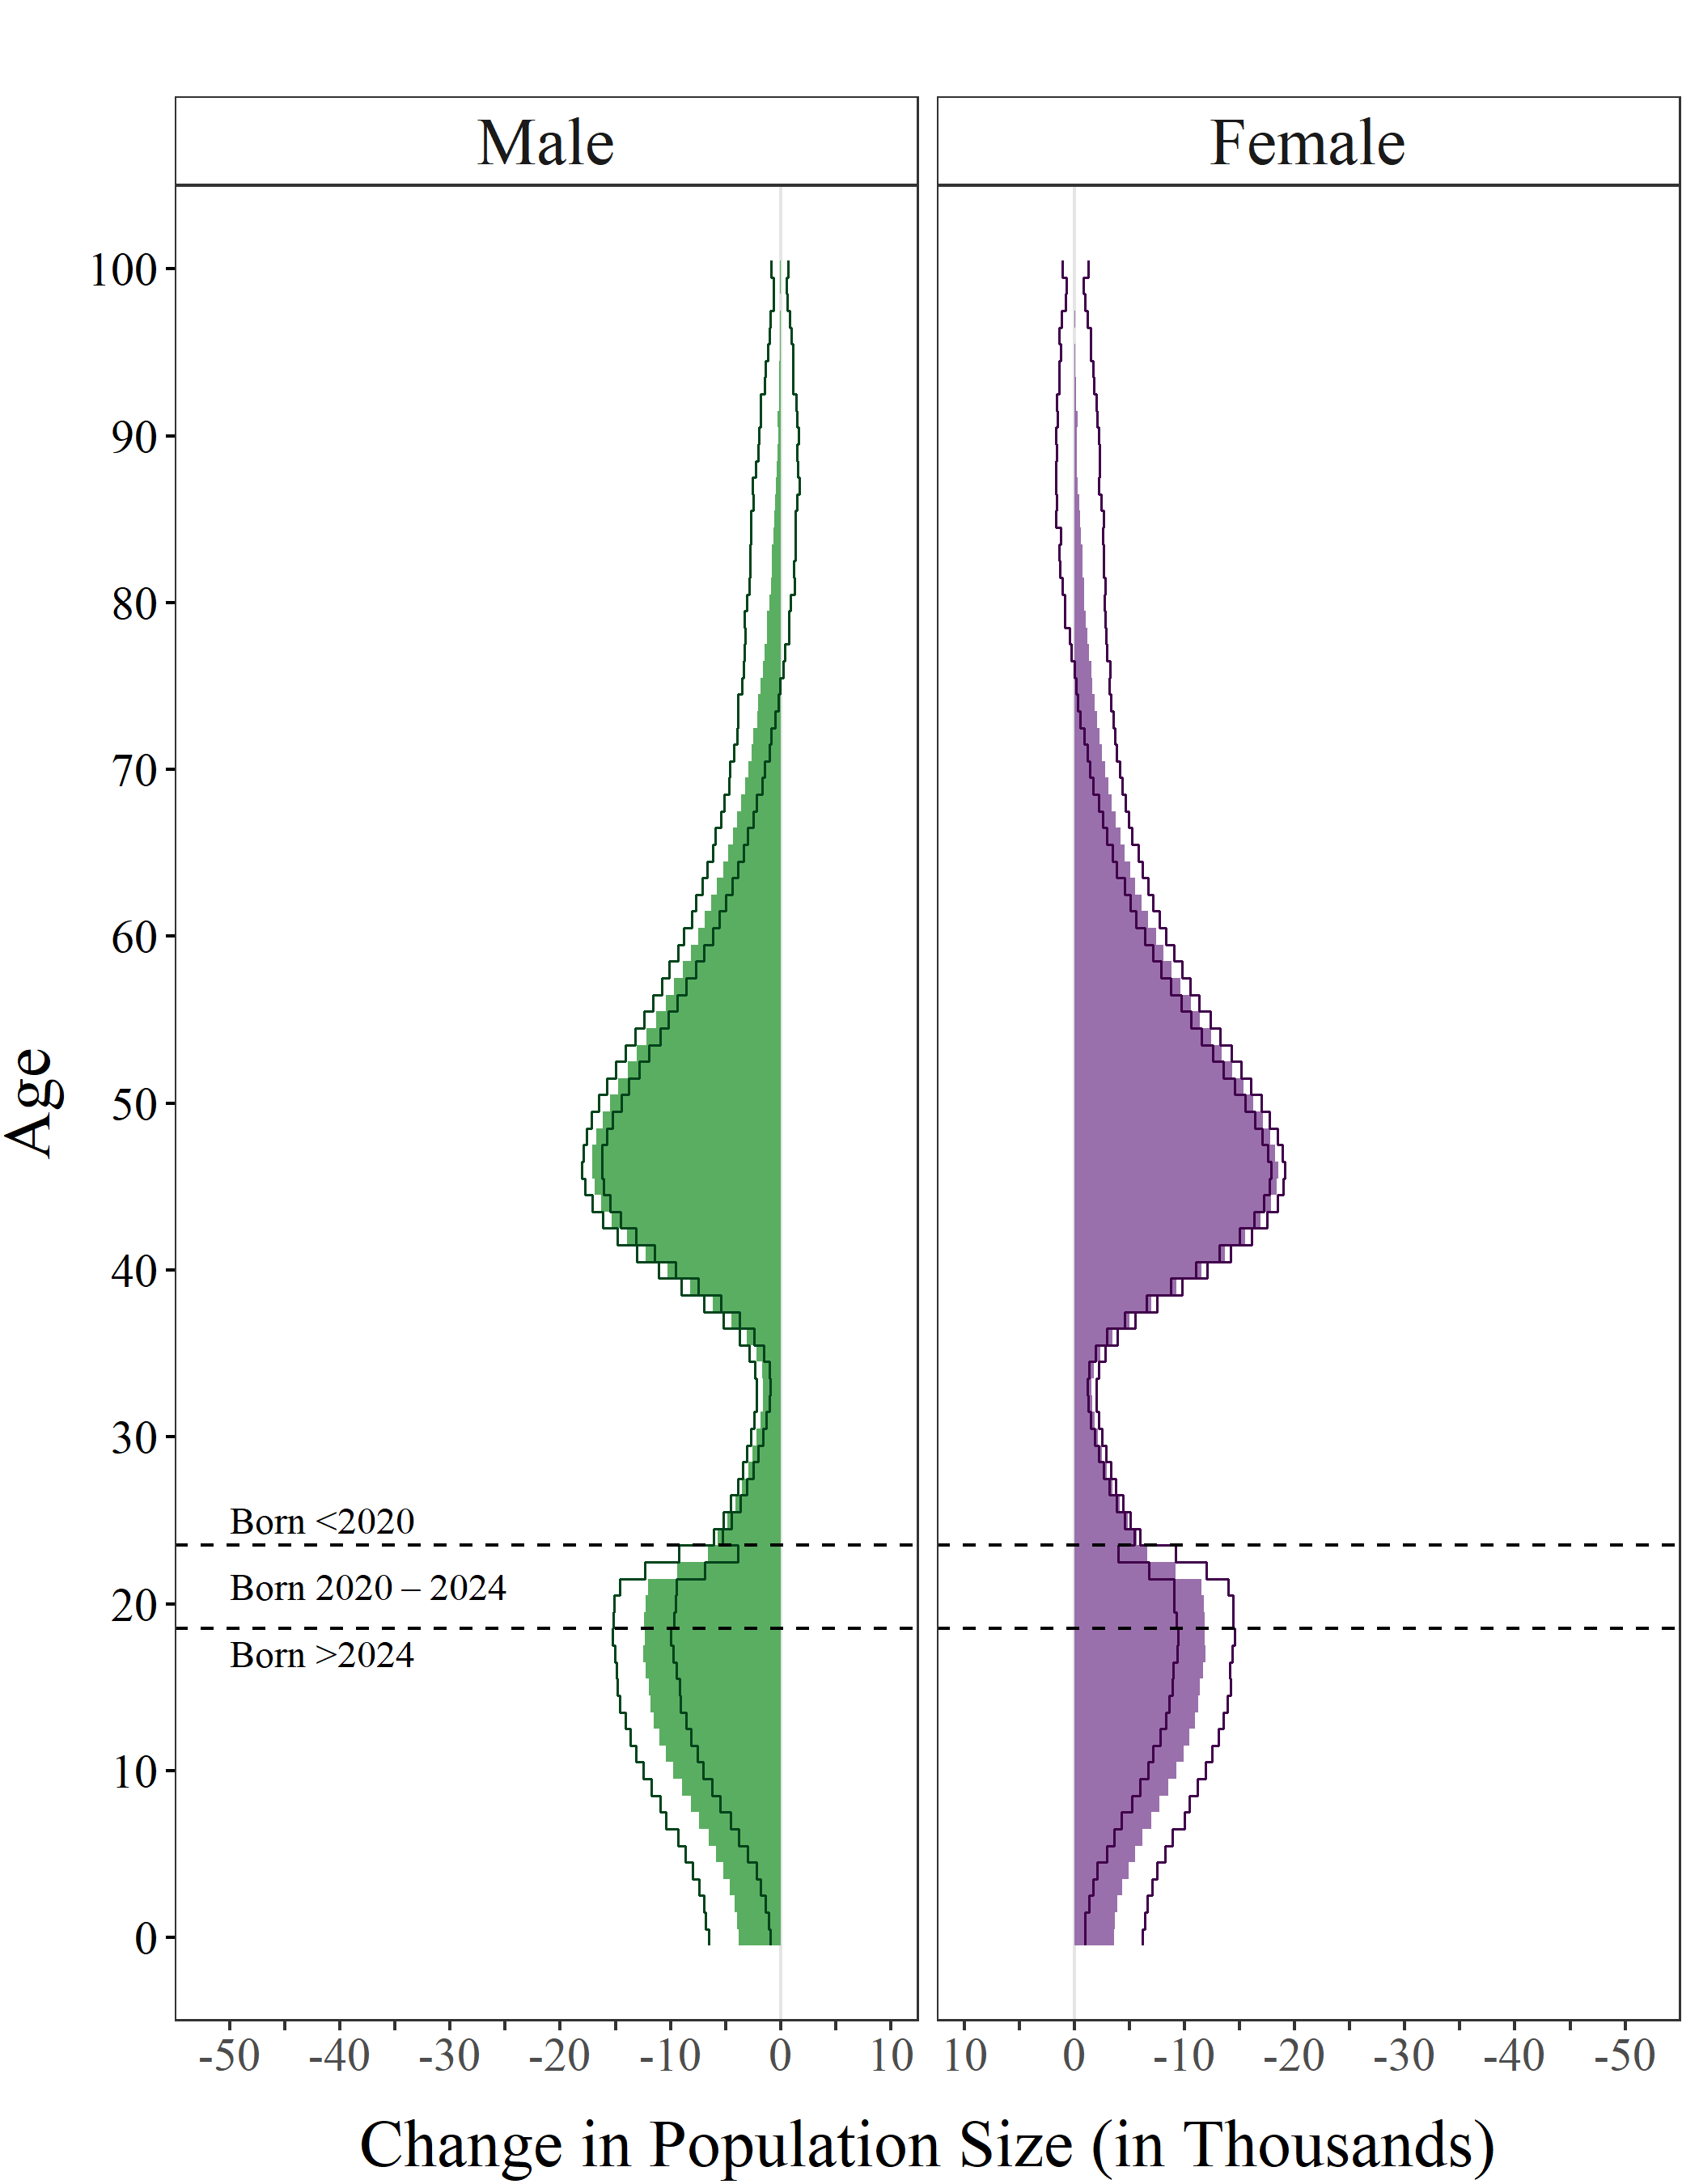 Male
Female
100
90
80
70
60
50
40
30
20
10
0
Age
Born <2020
Born 2020 – 2024
Born >2024
-50 -40 -30 -20 -10 0 10
10 0 -10 -20 -30 -40 -50
Change in Population Size (in Thousands)